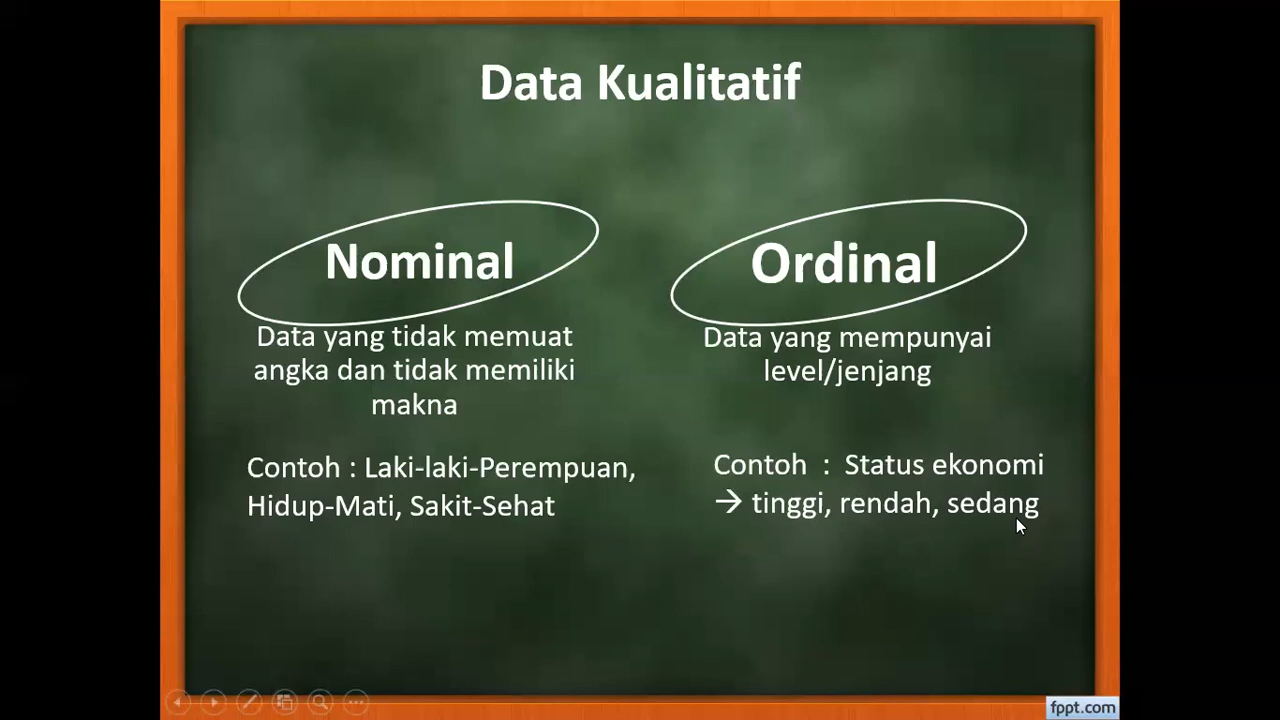 Data Kualitatif
Nominal
Data yang tidak memuat
angka dan tidak memiliki
makna
Contoh : Laki-laki-Perempuan,
Hidup-Mati, Sakit-Sehat
Ordinal
Data yang mempunyai
level/jenjang
Contoh : Status ekonomi
→ tinggi, rendah, sedang
fppt.com